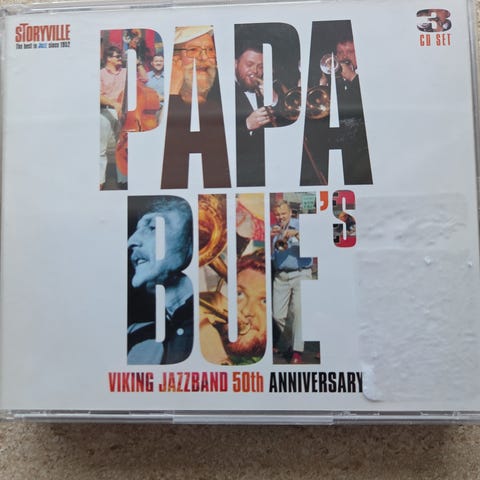 STORYVILLE
The best in Jazz since 1952
3
CD SET
PAPA
BUE's
VIKING JAZZBAND 50th ANNIVERSARY